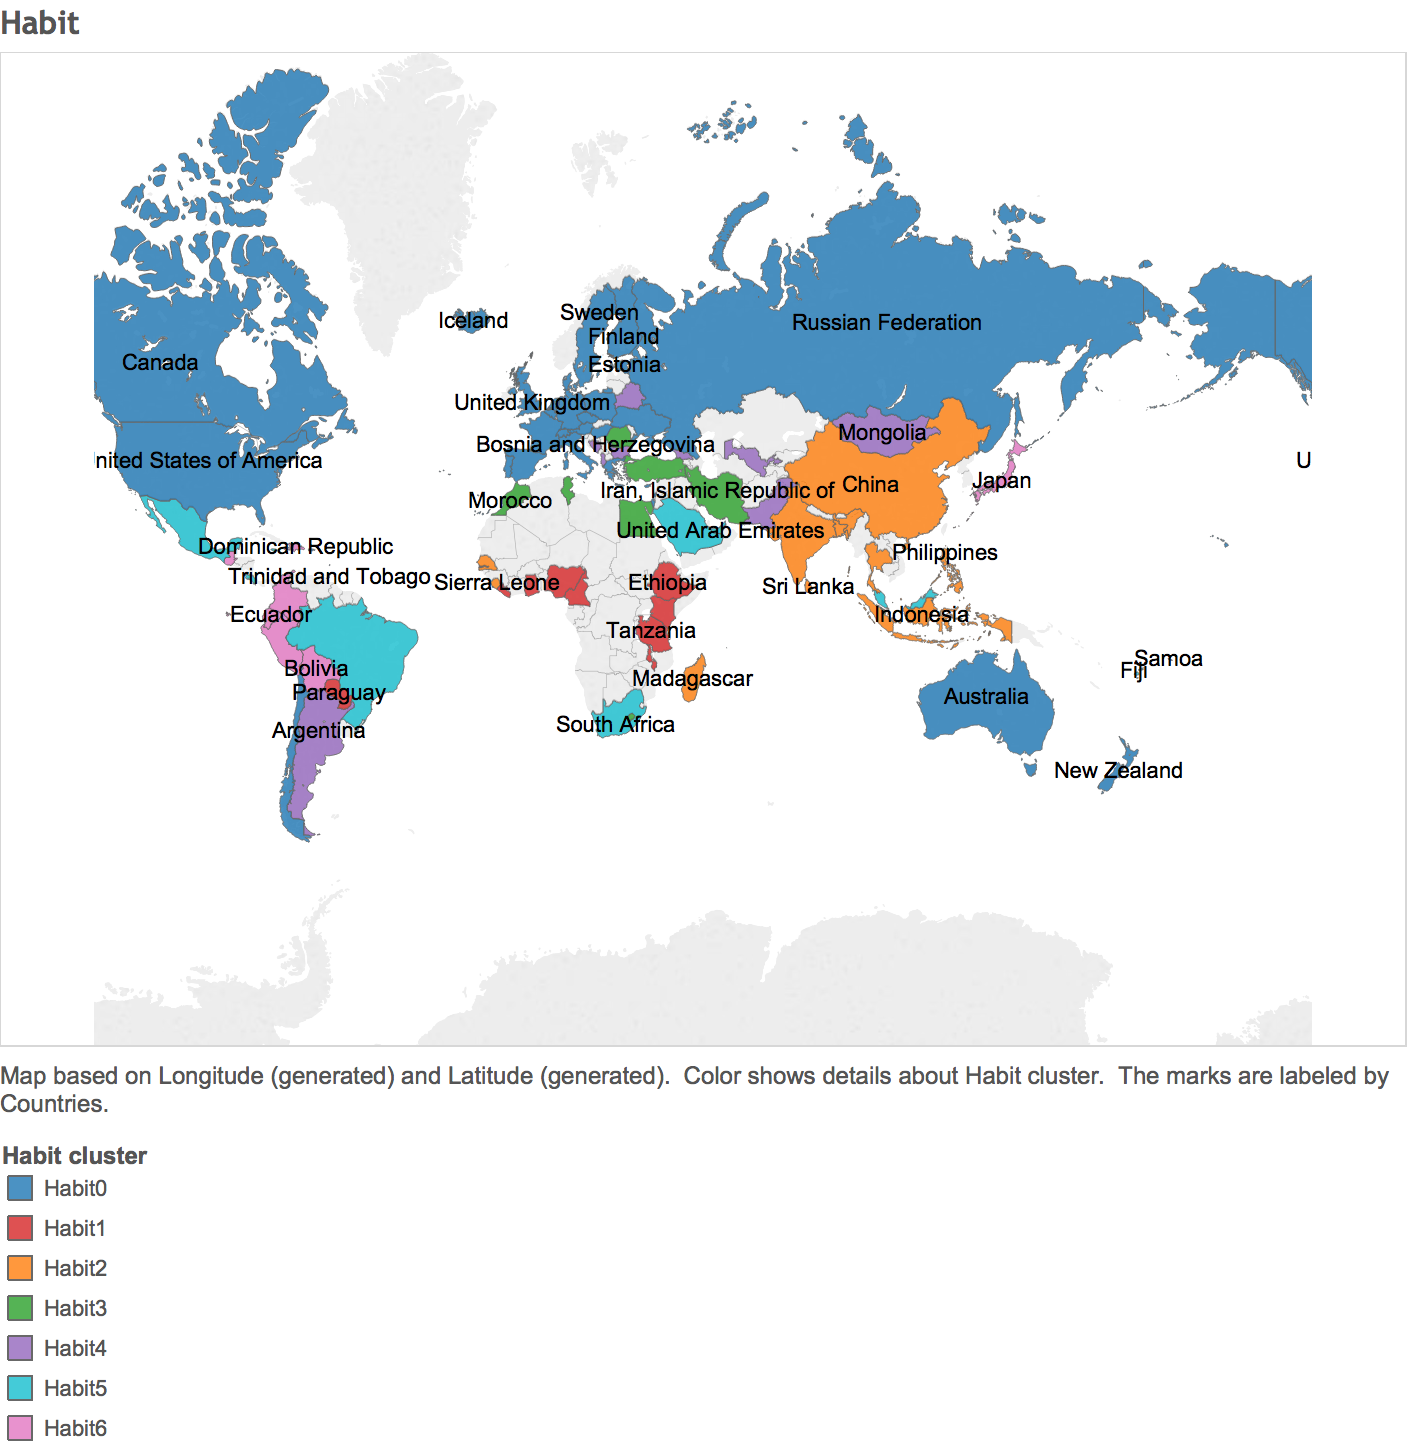 Habit
Sweden
Iceland
Russian Federation
Finland
Canada
Estonia
United Kingdom
Mongolia
Bosnia and Herzegovina
nited States of America
U
Japan
China
Iran, Islamic Republic of
Morocco
United Arab Emirates
Dominican Republic
Philippines
Trinidad and Tobago
Sierra Leone
Ethiopia
Sri Lanka
Ecuador
Indonesia
Tanzania
Samoa
Bolivia
Fiji
Madagascar
Paraguay
Australia
South Africa
Argentina
New Zealand
Map based on Longitude (generated) and Latitude (generated).  Color shows details about Habit cluster.  The marks are labeled by
Countries.
Habit cluster
Habit0
Habit1
Habit2
Habit3
Habit4
Habit5
Habit6